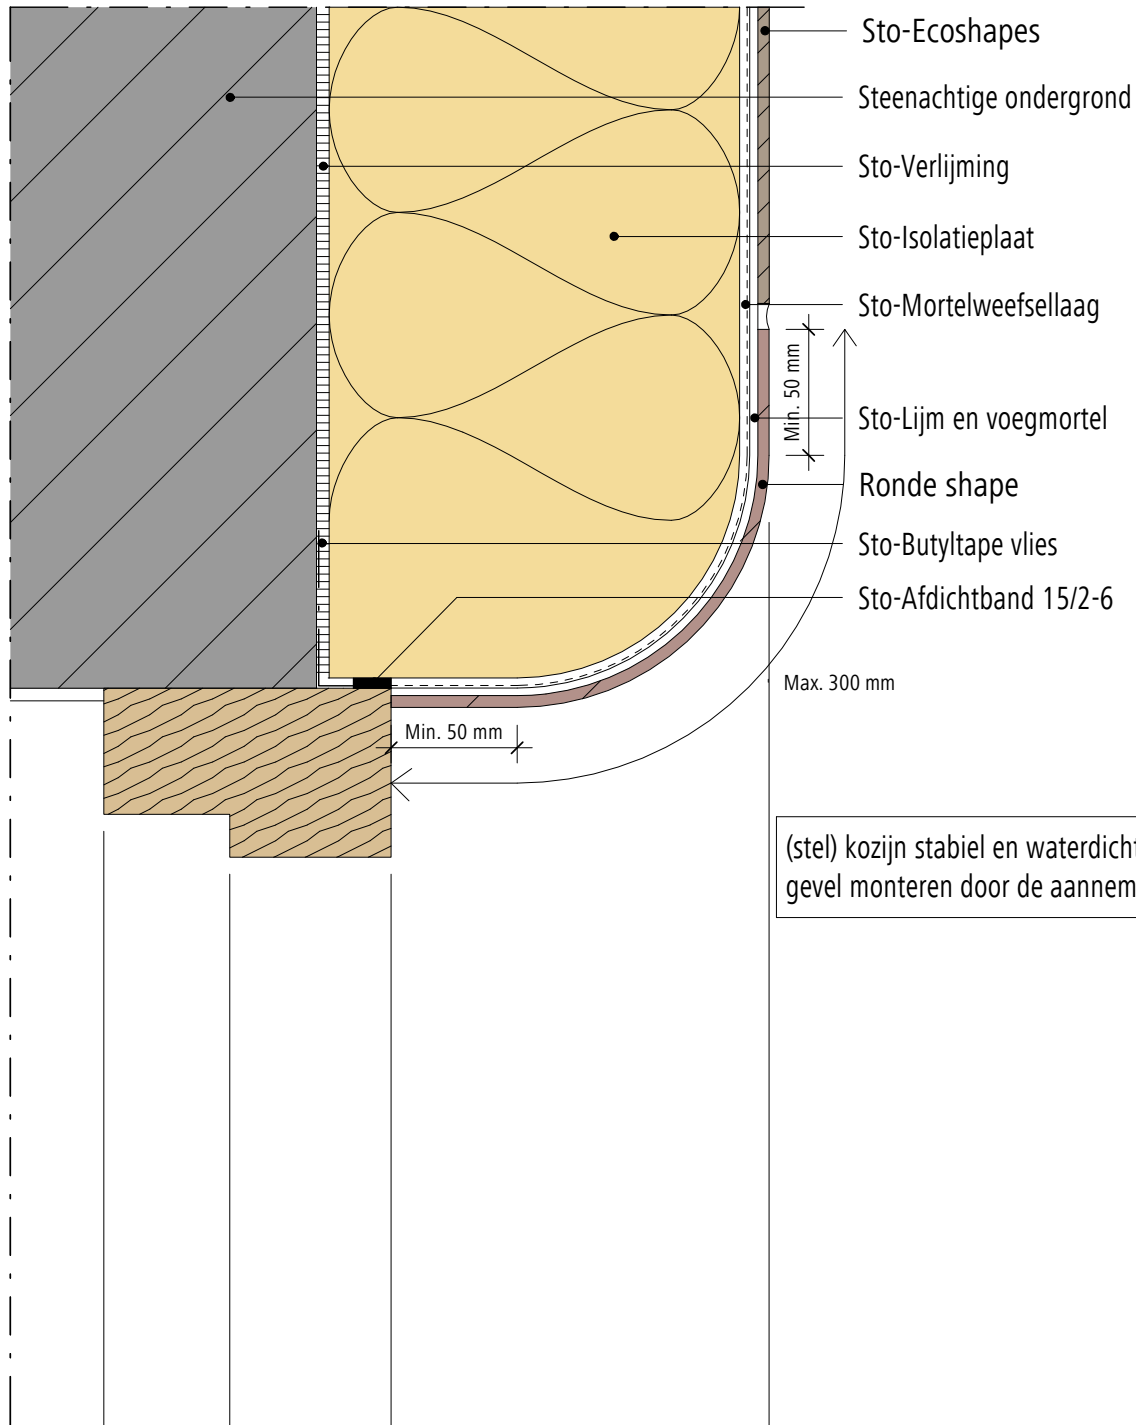 Sto-Ecoshapes
Steenachtige ondergrond
Sto-Verlijming
Sto-Isolatieplaat
Sto-Mortelweefsellaag
Min. 50 mm
Sto-Lijm en voegmortel
Ronde shape
Sto-Butyltape vlies
Sto-Afdichtband 15/2-6
Max. 300 mm
Min. 50 mm
(stel) kozijn stabiel en waterdicht
gevel monteren door de aannem